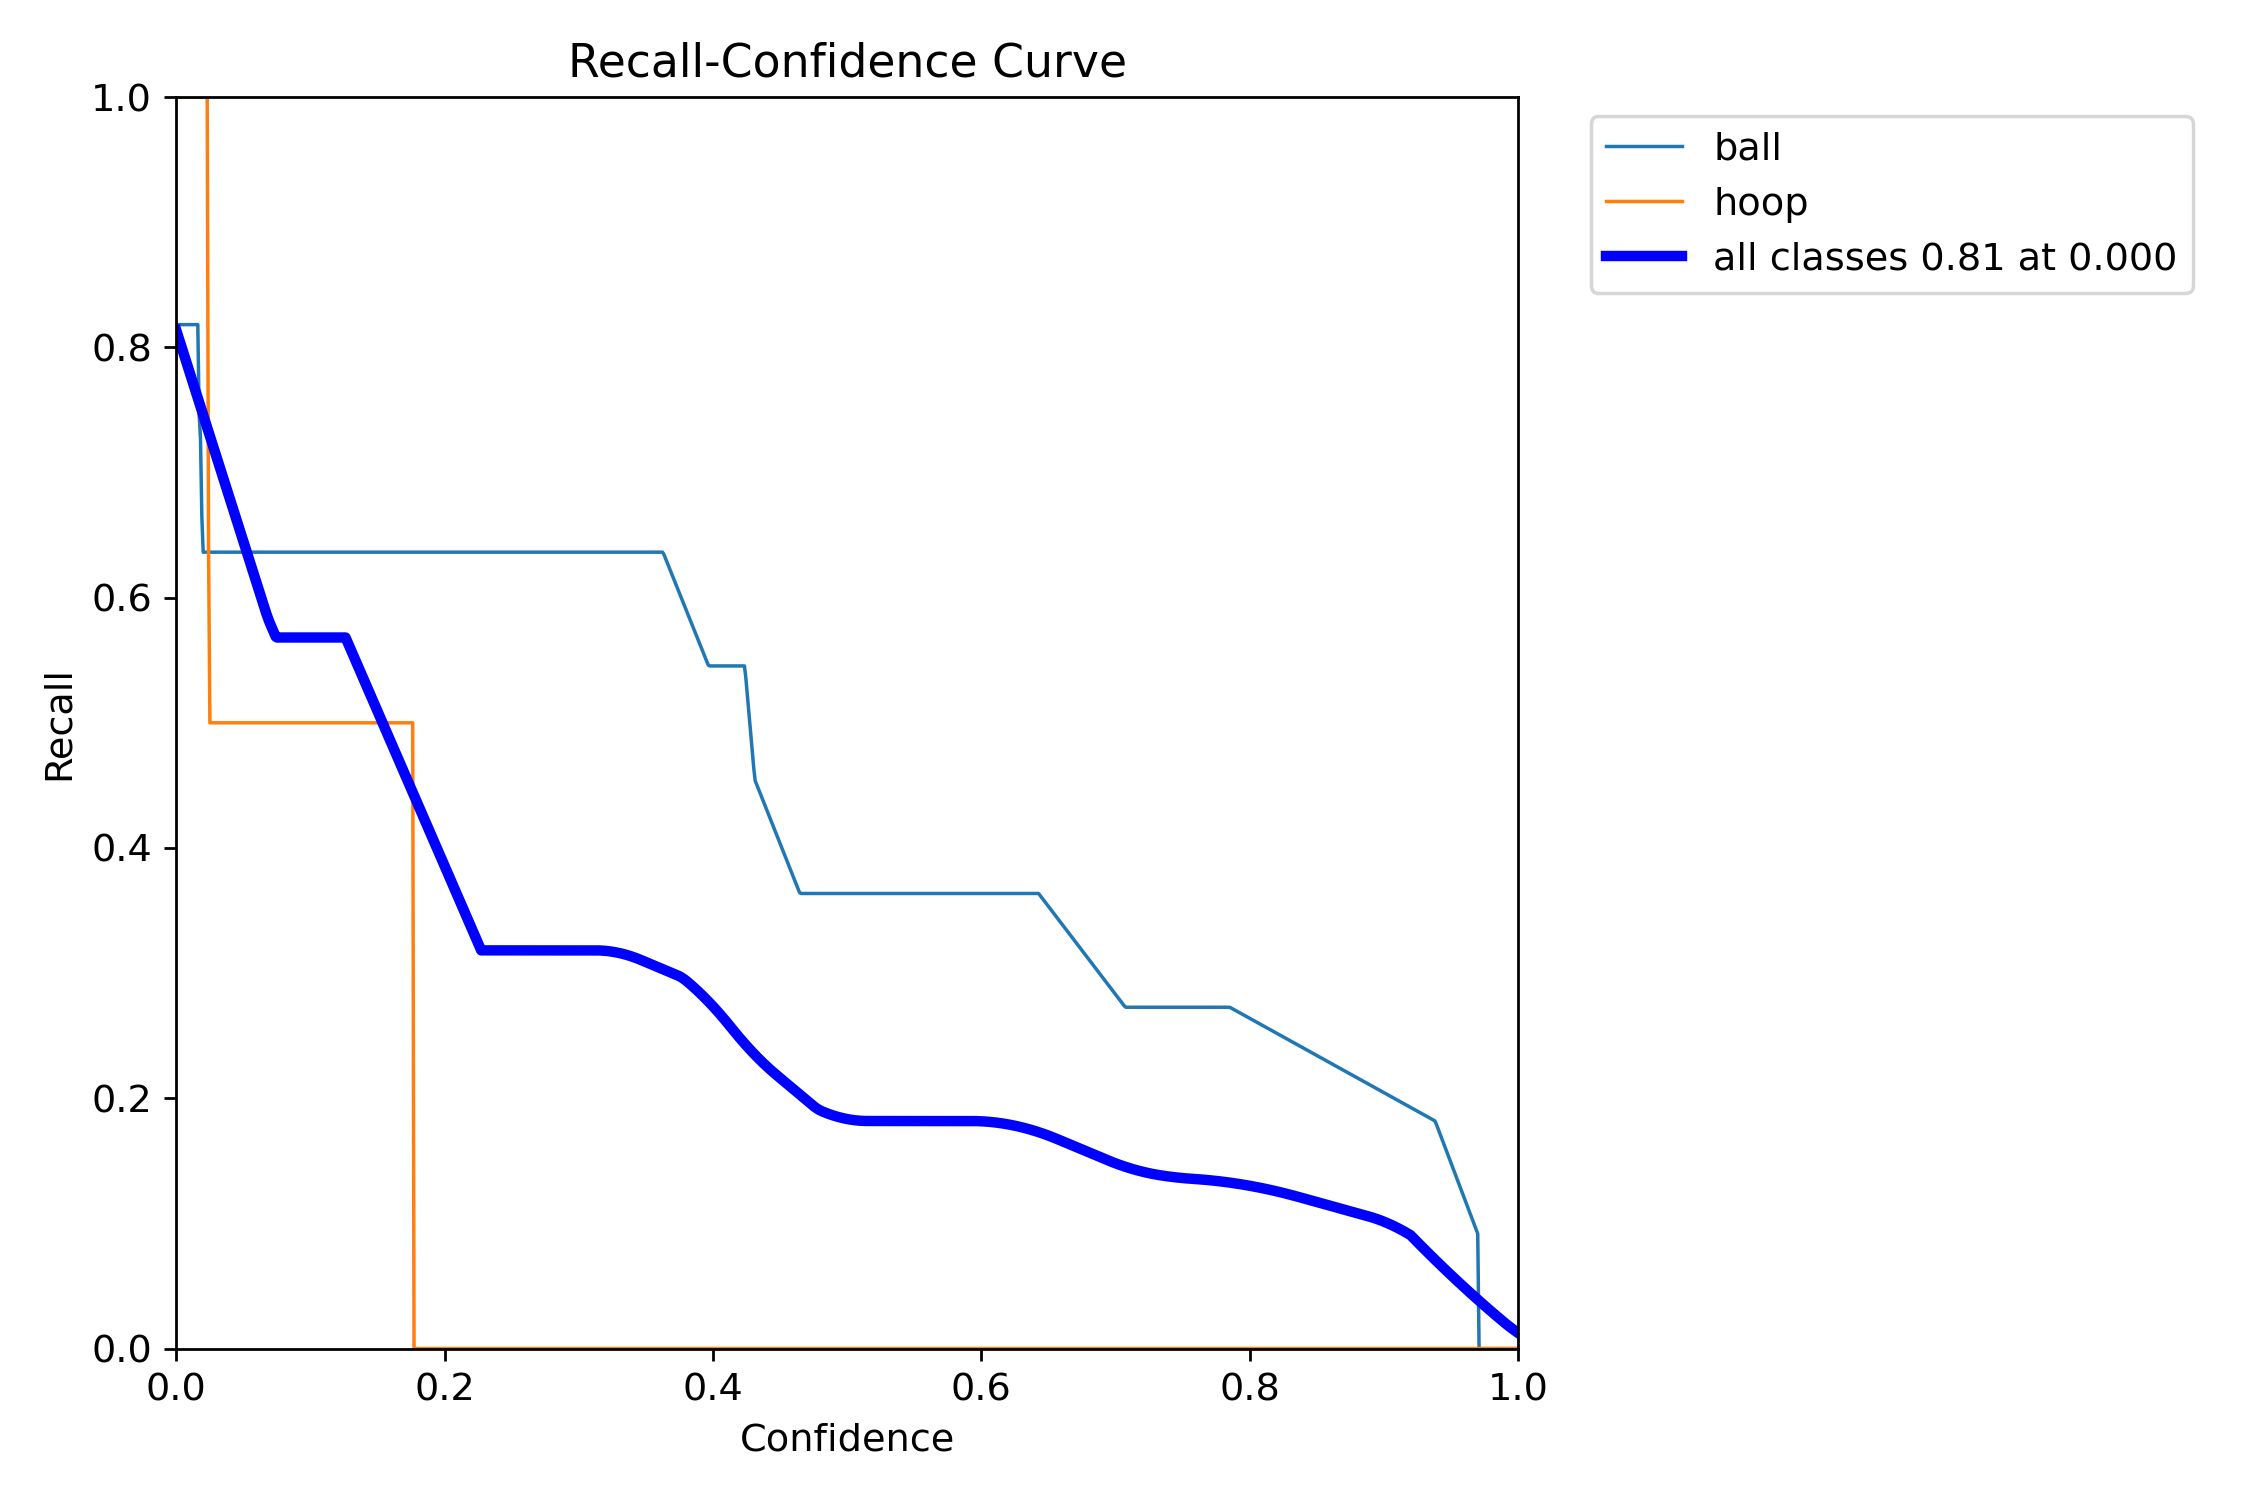 Recall-Confidence Curve
1.0
0.8
0.6
0.4
0.2
0.0
Recall
0.0 0.2 0.4 0.6 0.8 1.0
Confidence
ball
hoop
all classes 0.81 at 0.000